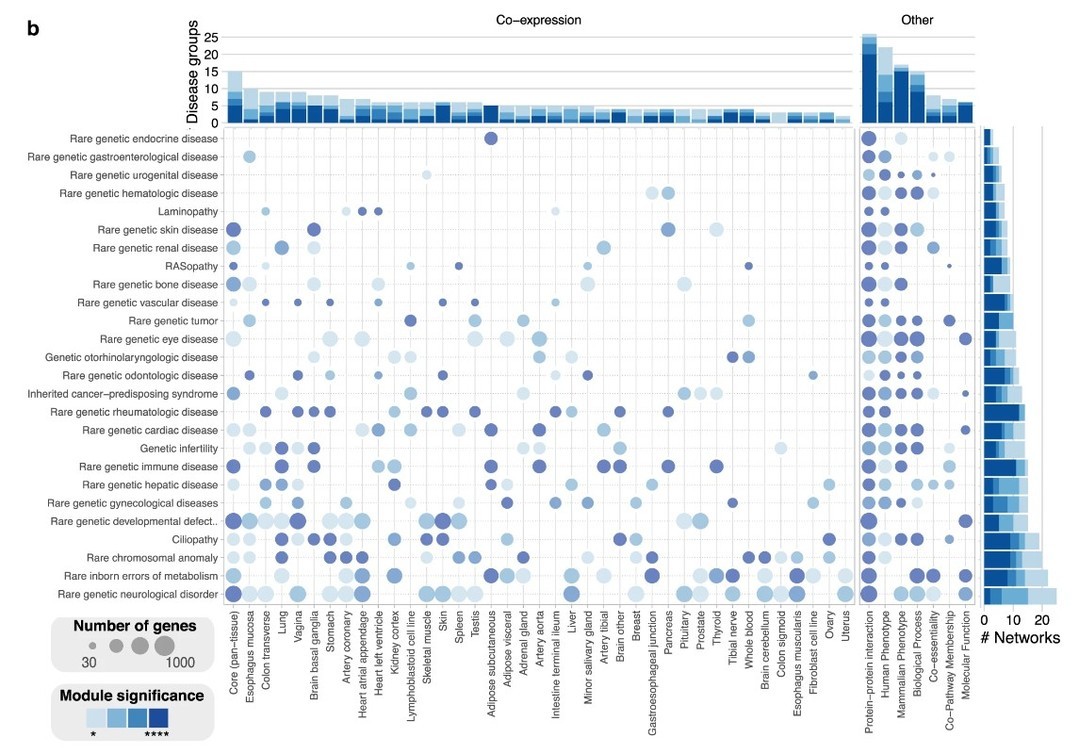 b
Co−expression
Other
Disease groups
25
20
15
10
5
0
Rare genetic endocrine disease
Rare genetic gastroenterological disease
Rare genetic urogenital disease
Rare genetic hematologic disease
Laminopathy
Rare genetic skin disease
Rare genetic renal disease
RASopathy
Rare genetic bone disease
Rare genetic vascular disease
Rare genetic tumor
Rare genetic eye disease
Genetic otorhinolaryngologic disease
Rare genetic odontologic disease
Inherited cancer−predisposing syndrome
Rare genetic rheumatologic disease
Rare genetic cardiac disease
Genetic infertility
Rare genetic immune disease
Rare genetic hepatic disease
Rare genetic gynecological diseases
Rare genetic developmental defect..
Ciliopathy
Rare chromosomal anomaly
Rare inborn errors of metabolism
Rare genetic neurological disorder
Core (pan−tissue)
Esophagus mucosa
Colon transverse
Lung
Vagina
Brain basal ganglia
Stomach
Artery coronary
Heart atrial appendage
Heart left ventricle
Kidney cortex
Lymphoblastoid cell line
Skeletal muscle
Skin
Spleen
Testis
Adipose subcutaneous
Adipose visceral
Adrenal gland
Artery aorta
Intestine terminal ileum
Liver
Minor salivary gland
Artery tibial
Brain other
Breast
Gastroesophageal junction
Pancreas
Pituitary
Prostate
Thyroid
Tibial nerve
Whole blood
Brain cerebellum
Colon sigmoid
Esophagus muscularis
Fibroblast cell line
Ovary
Uterus
Protein−protein interaction
Human Phenotype
Mammalian Phenotype
Biological Process
Co−essentiality
Co−Pathway Membership
Molecular Function
0 10 20
# Networks
Number of genes
30 1000
Module significance
* ****